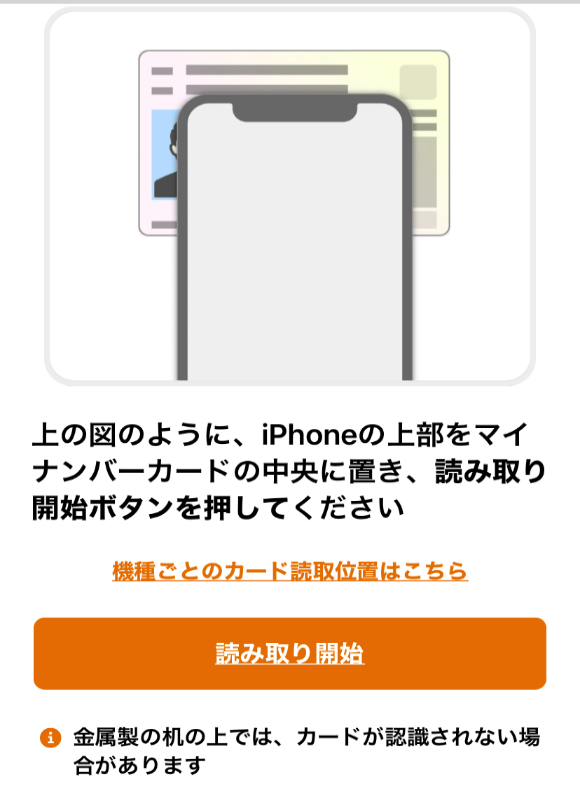 上の図のように、iPhoneの上部をマイ
ナンバーカードの中央に置き、読み取り
開始ボタンを押してください
機種ごとのカード読取位置はこちら
読み取り開始
金属製の机の上では、カードが認識されない場
合があります